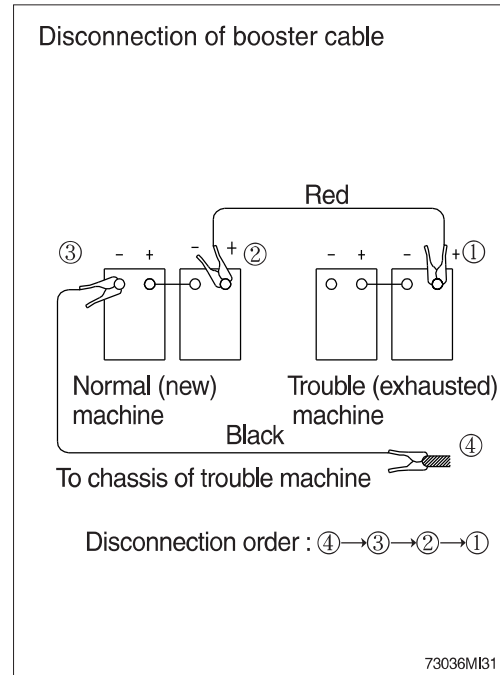 Disconnection of booster cable
Red
③ - + - + ② - + - + ①
Normal (new)
machine
Trouble (exhausted)
machine
Black
④
To chassis of trouble machine
Disconnection order : ④→③→②→①
73036MI31